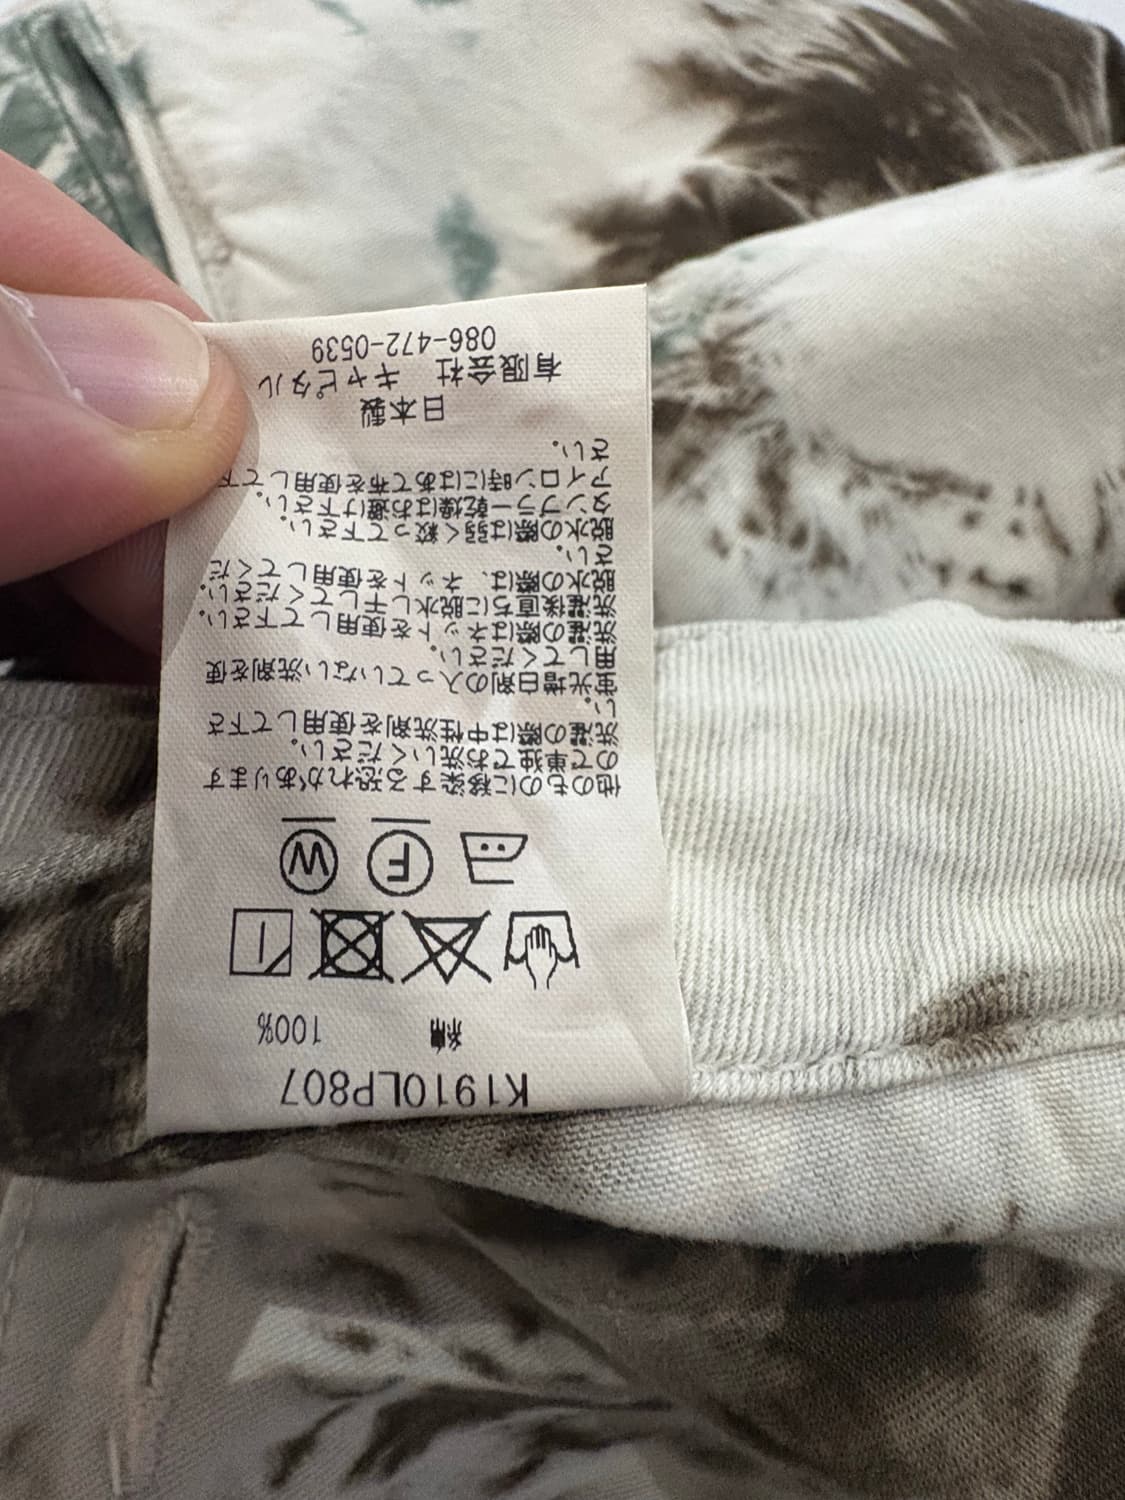 K1910LP807
綿 100%
W F
他のものに移染する恐れがあります
ので単独でお洗いください。
洗濯の際は中性洗剤を使用して下さ
い。
蛍光増白剤の入っていない洗剤を使
用してください。
洗濯の際はネットを使用して下さい。
洗濯後直ちに脱水し干してください。
脱水の際は、ネットを使用してくだ
さい。
脱水の際は弱く絞って下さい。
タンブラー乾燥はお避け下さい。
アイロン時にはあて布を使用して下
さい。
日本製
有限会社 キャピタル
086-472-0539